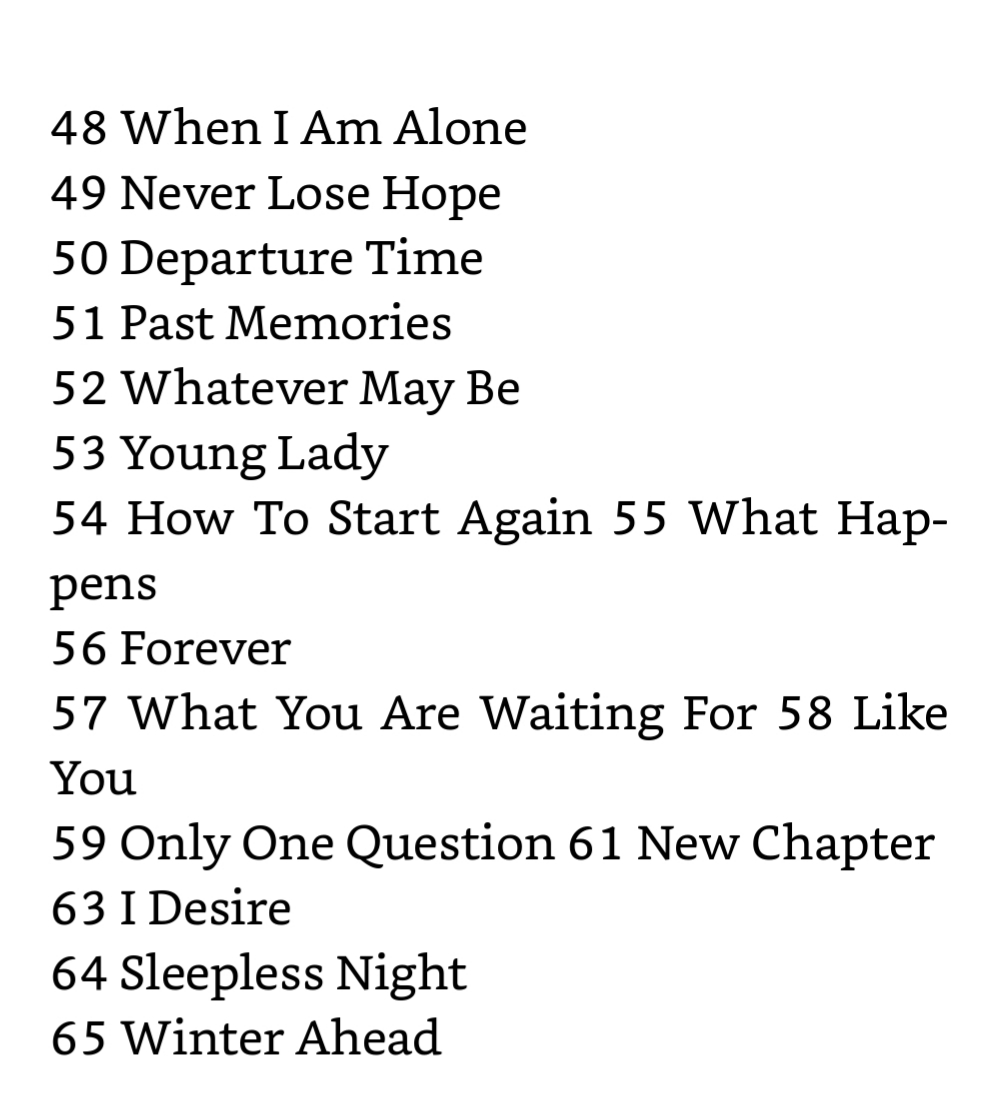 48 When I Am Alone
49 Never Lose Hope
50 Departure Time
51 Past Memories
52 Whatever May Be
53 Young Lady
54 How To Start Again 55 What Hap-
pens
56 Forever
57 What You Are Waiting For 58 Like
You
59 Only One Question 61 New Chapter
63 I Desire
64 Sleepless Night
65 Winter Ahead